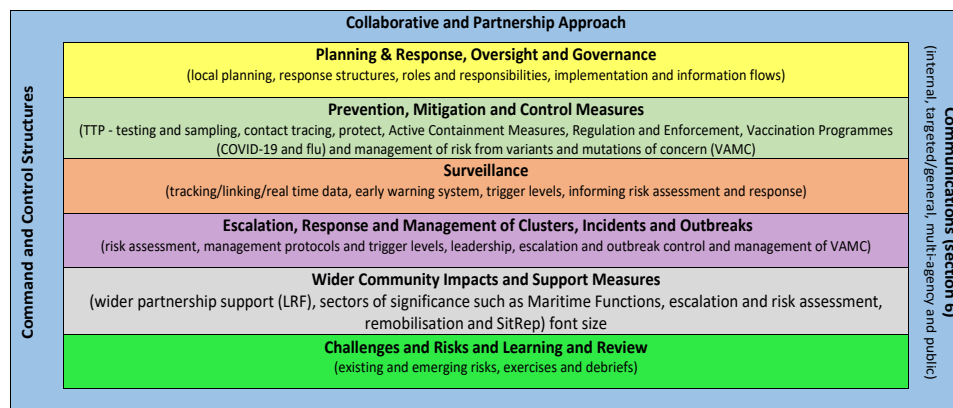 Collaborative and Partnership Approach
Command and Control Structures
Planning & Response, Oversight and Governance
(local planning, response structures, roles and responsibilities, implementation and information flows)
Prevention, Mitigation and Control Measures
(TTP - testing and sampling, contact tracing, protect, Active Containment Measures, Regulation and Enforcement, Vaccination Programmes
(COVID-19 and flu) and management of risk from variants and mutations of concern (VAMC)
Surveillance
(tracking/linking/real time data, early warning system, trigger levels, informing risk assessment and response)
Escalation, Response and Management of Clusters, Incidents and Outbreaks
(risk assessment, management protocols and trigger levels, leadership, escalation and outbreak control and management of VAMC)
Wider Community Impacts and Support Measures
(wider partnership support (LRF), sectors of significance such as Maritime Functions, escalation and risk assessment,
remobilisation and SitRep) font size
Challenges and Risks and Learning and Review
(existing and emerging risks, exercises and debriefs)
Communications (section 6)
(internal, targeted/general, multi-agency and public)